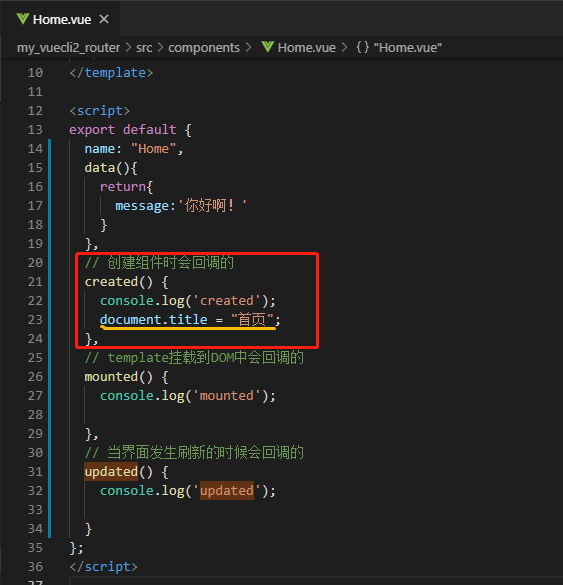 Home.vue ×
my_vuecli2_router > src > components > Home.vue > {} "Home.vue"
10 </template>
11
12 <script>
13 export default {
14 name: "Home",
15 data(){
16 return{
17 message:'你好啊！'
18 }
19 },
20 // 创建组件时会回调的
21 created() {
22 console.log('created');
23 document.title = "首页";
24 },
25 // template挂载到DOM中会回调的
26 mounted() {
27 console.log('mounted');
28
29 },
30 // 当界面发生刷新的时候会回调的
31 updated() {
32 console.log('updated');
33
34 }
35 };
36 </script>
37